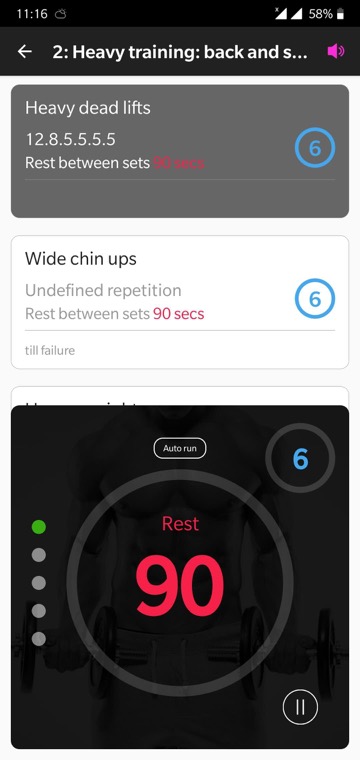 11:16
58%
2: Heavy training: back and s...
Heavy dead lifts
12.8.5.5.5.5
Rest between sets 90 secs
6
Wide chin ups
Undefined repetition
Rest between sets 90 secs
6
till failure
Auto run
6
Rest
90